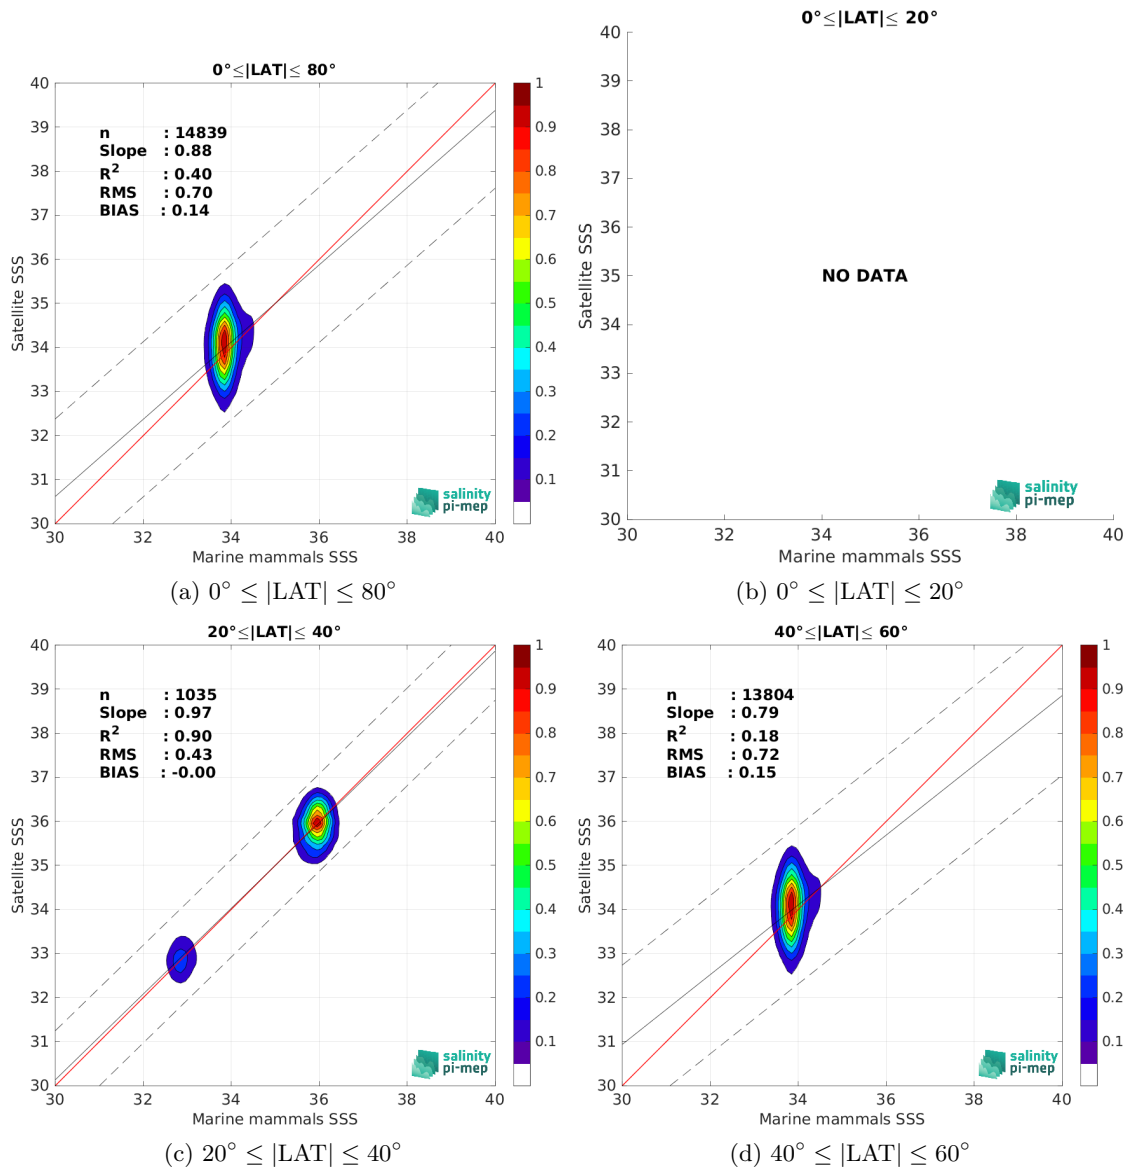 0°≤|LAT|≤ 80°
40
39
38
37
36
35
34
33
32
31
30
Satellite SSS
n : 14839
Slope : 0.88
R² : 0.40
RMS : 0.70
BIAS : 0.14
salinity
pi-mep
30 32 34 36 38 40
Marine mammals SSS
1
0.9
0.8
0.7
0.6
0.5
0.4
0.3
0.2
0.1
(a) 0° ≤ |LAT| ≤ 80°
0°≤|LAT|≤ 20°
40
39
38
37
36
35
34
33
32
31
30
Satellite SSS
NO DATA
salinity
pi-mep
30 32 34 36 38 40
Marine mammals SSS
(b) 0° ≤ |LAT| ≤ 20°
20°≤|LAT|≤ 40°
40
39
38
37
36
35
34
33
32
31
30
Satellite SSS
n : 1035
Slope : 0.97
R² : 0.90
RMS : 0.43
BIAS : -0.00
salinity
pi-mep
30 32 34 36 38 40
Marine mammals SSS
1
0.9
0.8
0.7
0.6
0.5
0.4
0.3
0.2
0.1
(c) 20° ≤ |LAT| ≤ 40°
40°≤|LAT|≤ 60°
40
39
38
37
36
35
34
33
32
31
30
Satellite SSS
n : 13804
Slope : 0.79
R² : 0.18
RMS : 0.72
BIAS : 0.15
salinity
pi-mep
30 32 34 36 38 40
Marine mammals SSS
1
0.9
0.8
0.7
0.6
0.5
0.4
0.3
0.2
0.1
(d) 40° ≤ |LAT| ≤ 60°